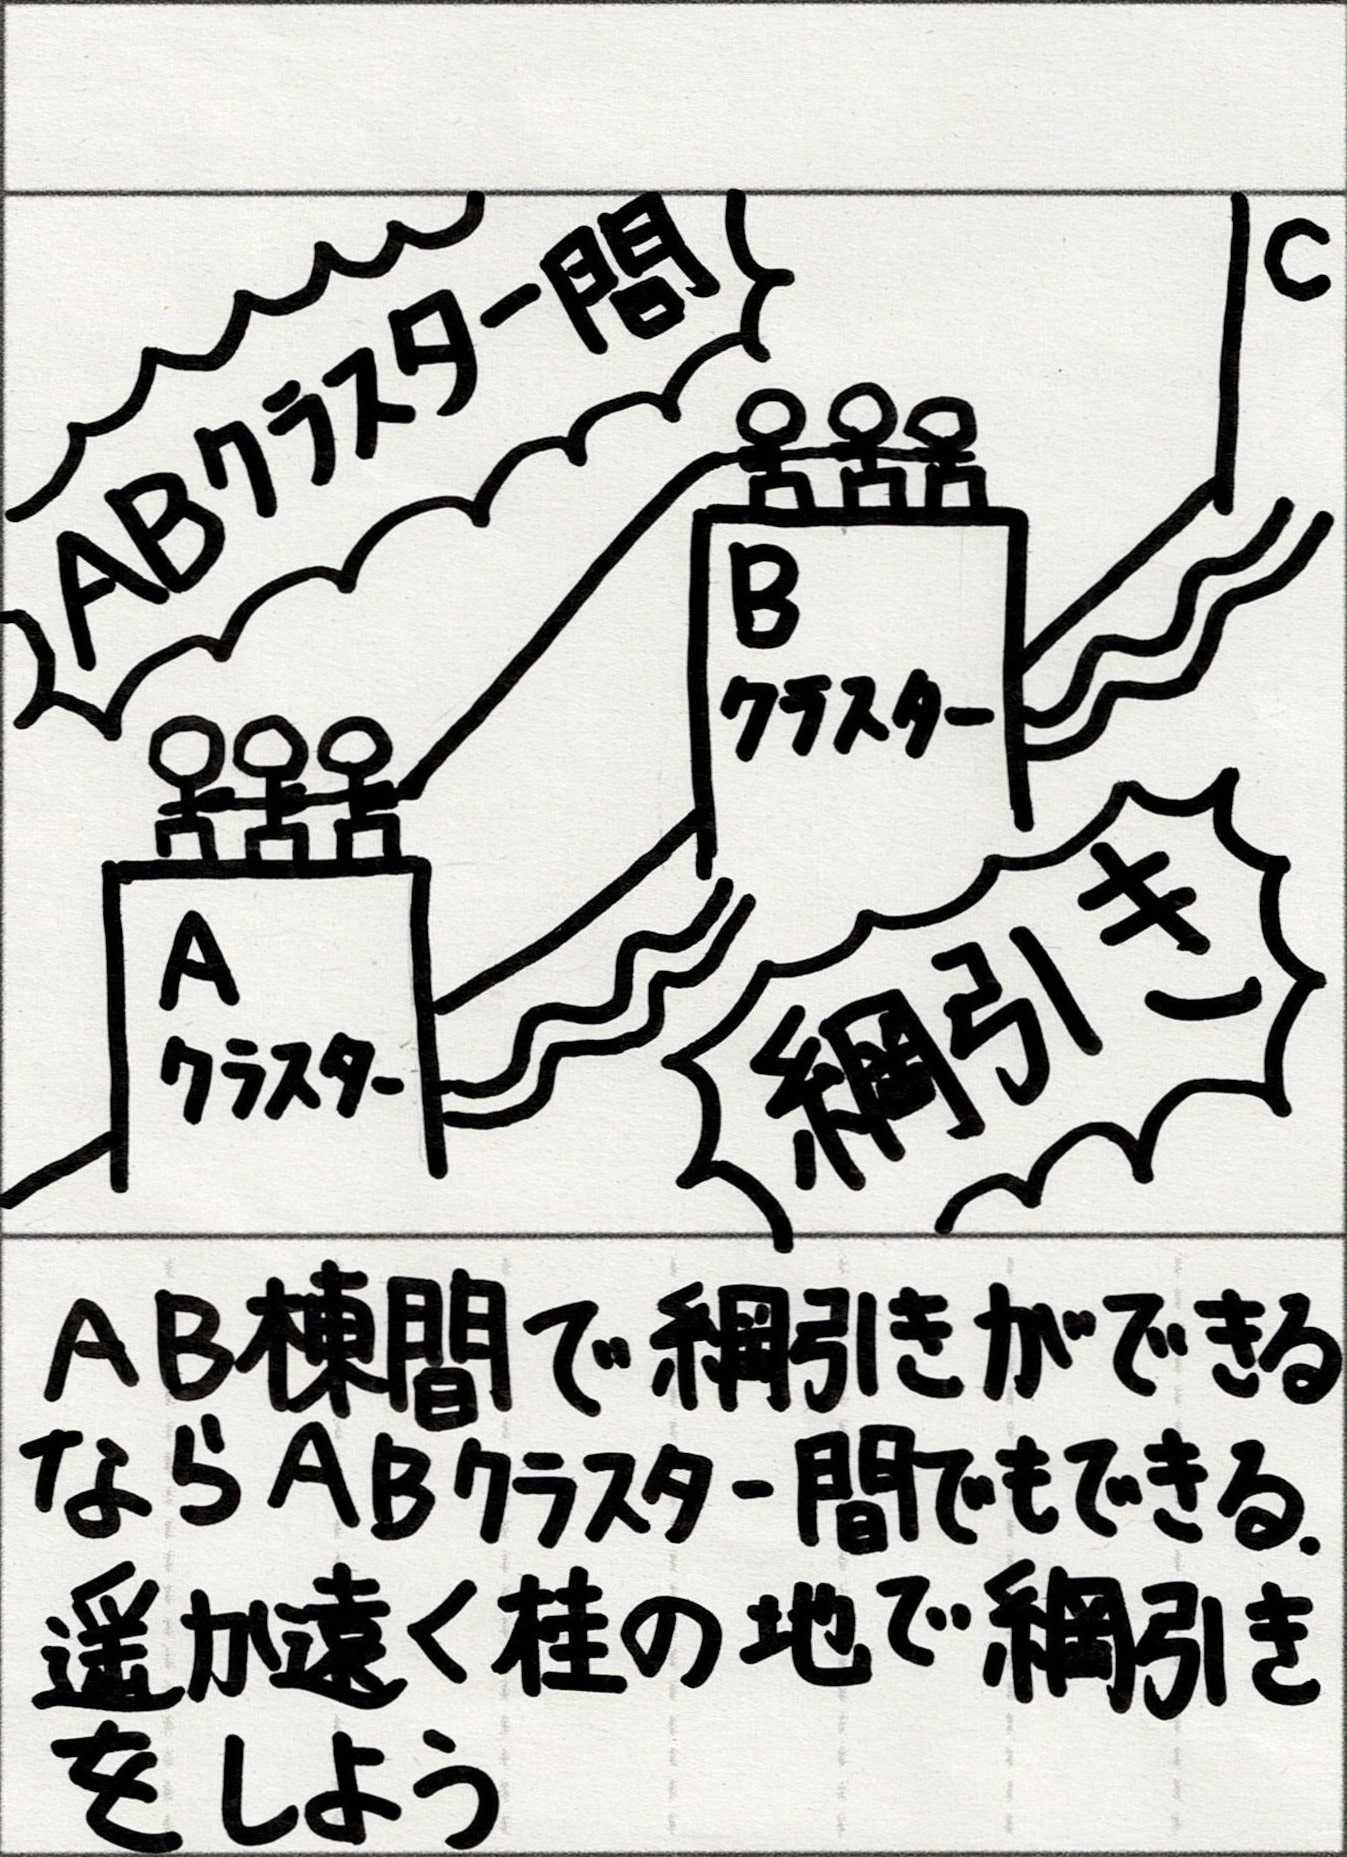 ABクラスター間
C
B
クラスター
A
クラスター
綱引き
AB棟間で綱引きができる
ならABクラスター間でもできる.
遥か遠く桂の地で綱引き
をしよう